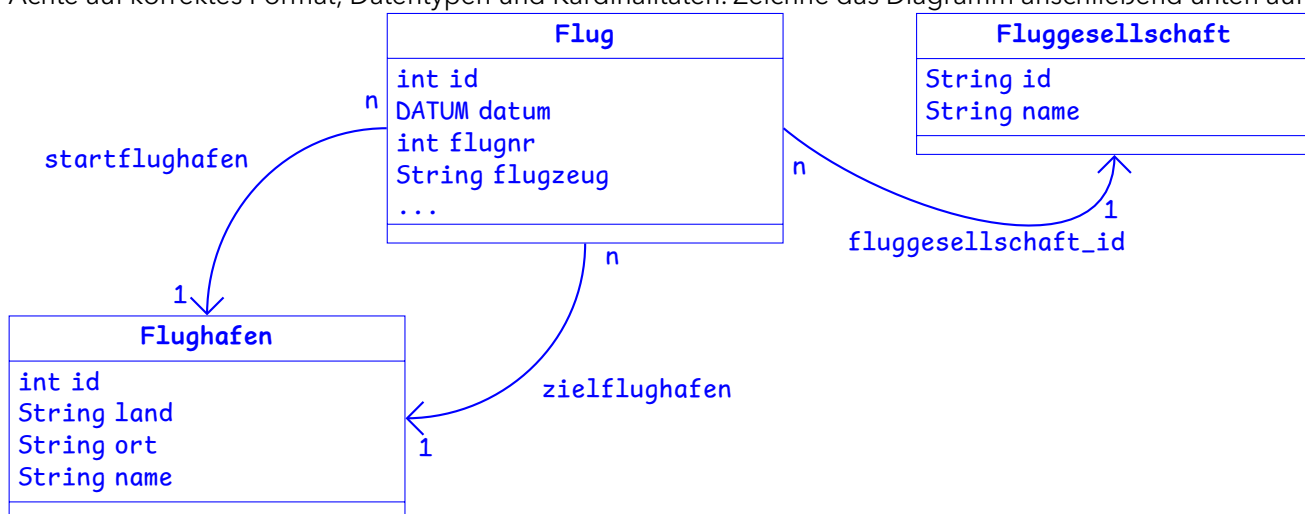 Achte auf korrektes Format, Datentypen und Kardinalitäten. Zeichne das Diagramm anschließend unten auf
Flug
int id
DATUM datum
int flugnr
String flugzeug
...
Fluggesellschaft
String id
String name
n
startflughafen
1
n
1
fluggesellschaft_id
n
zielflughafen
1
Flughafen
int id
String land
String ort
String name